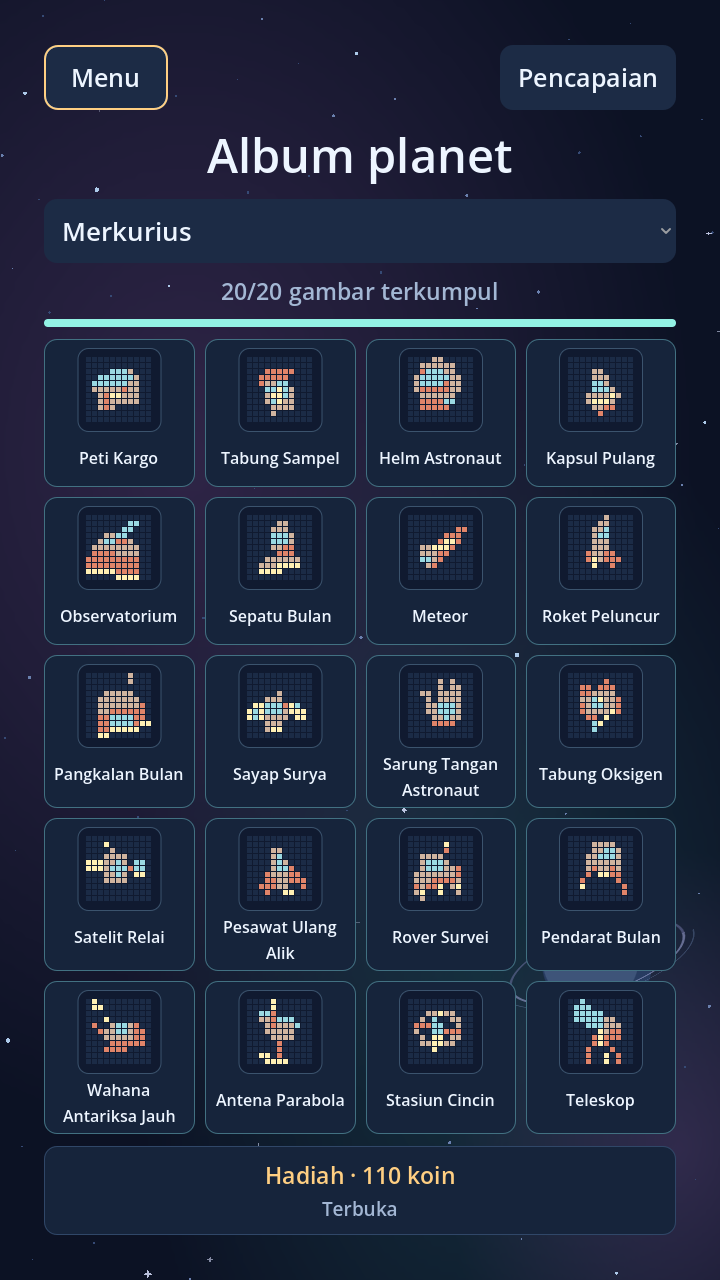 Menu
Pencapaian
Album planet
Merkurius
20/20 gambar terkumpul
Peti Kargo
Tabung Sampel
Helm Astronaut
Kapsul Pulang
Observatorium
Sepatu Bulan
Meteor
Roket Peluncur
Pangkalan Bulan
Sayap Surya
Sarung Tangan
Astronaut
Tabung Oksigen
Satelit Relai
Pesawat Ulang
Alik
Rover Survei
Pendarat Bulan
Wahana
Antariksa Jauh
Antena Parabola
Stasiun Cincin
Teleskop
Hadiah · 110 koin
Terbuka